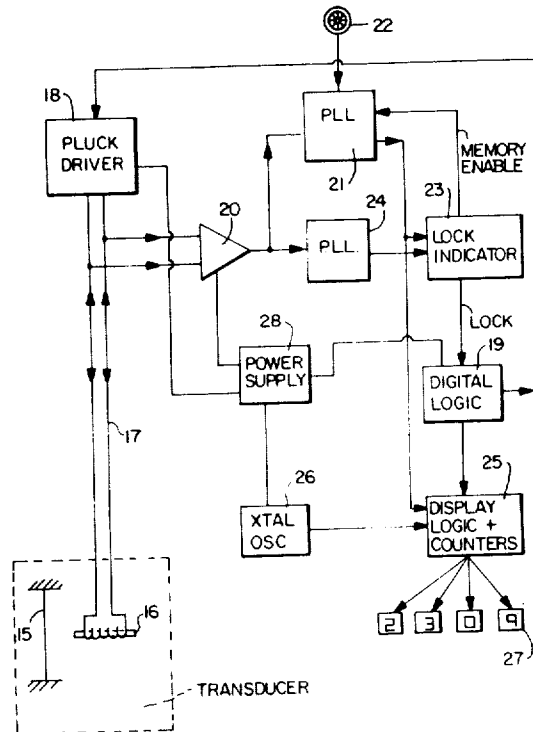 22
18
PLUCK
DRIVER
PLL
21
MEMORY
ENABLE
23
20
24
PLL.
LOCK
INDICATOR
LOCK
28
POWER
SUPPLY
19
DIGITAL
LOGIC
17
26
XTAL
OSC
25
DISPLAY
LOGIC +
COUNTERS
15
16
2 3 0 9
27
TRANSDUCER